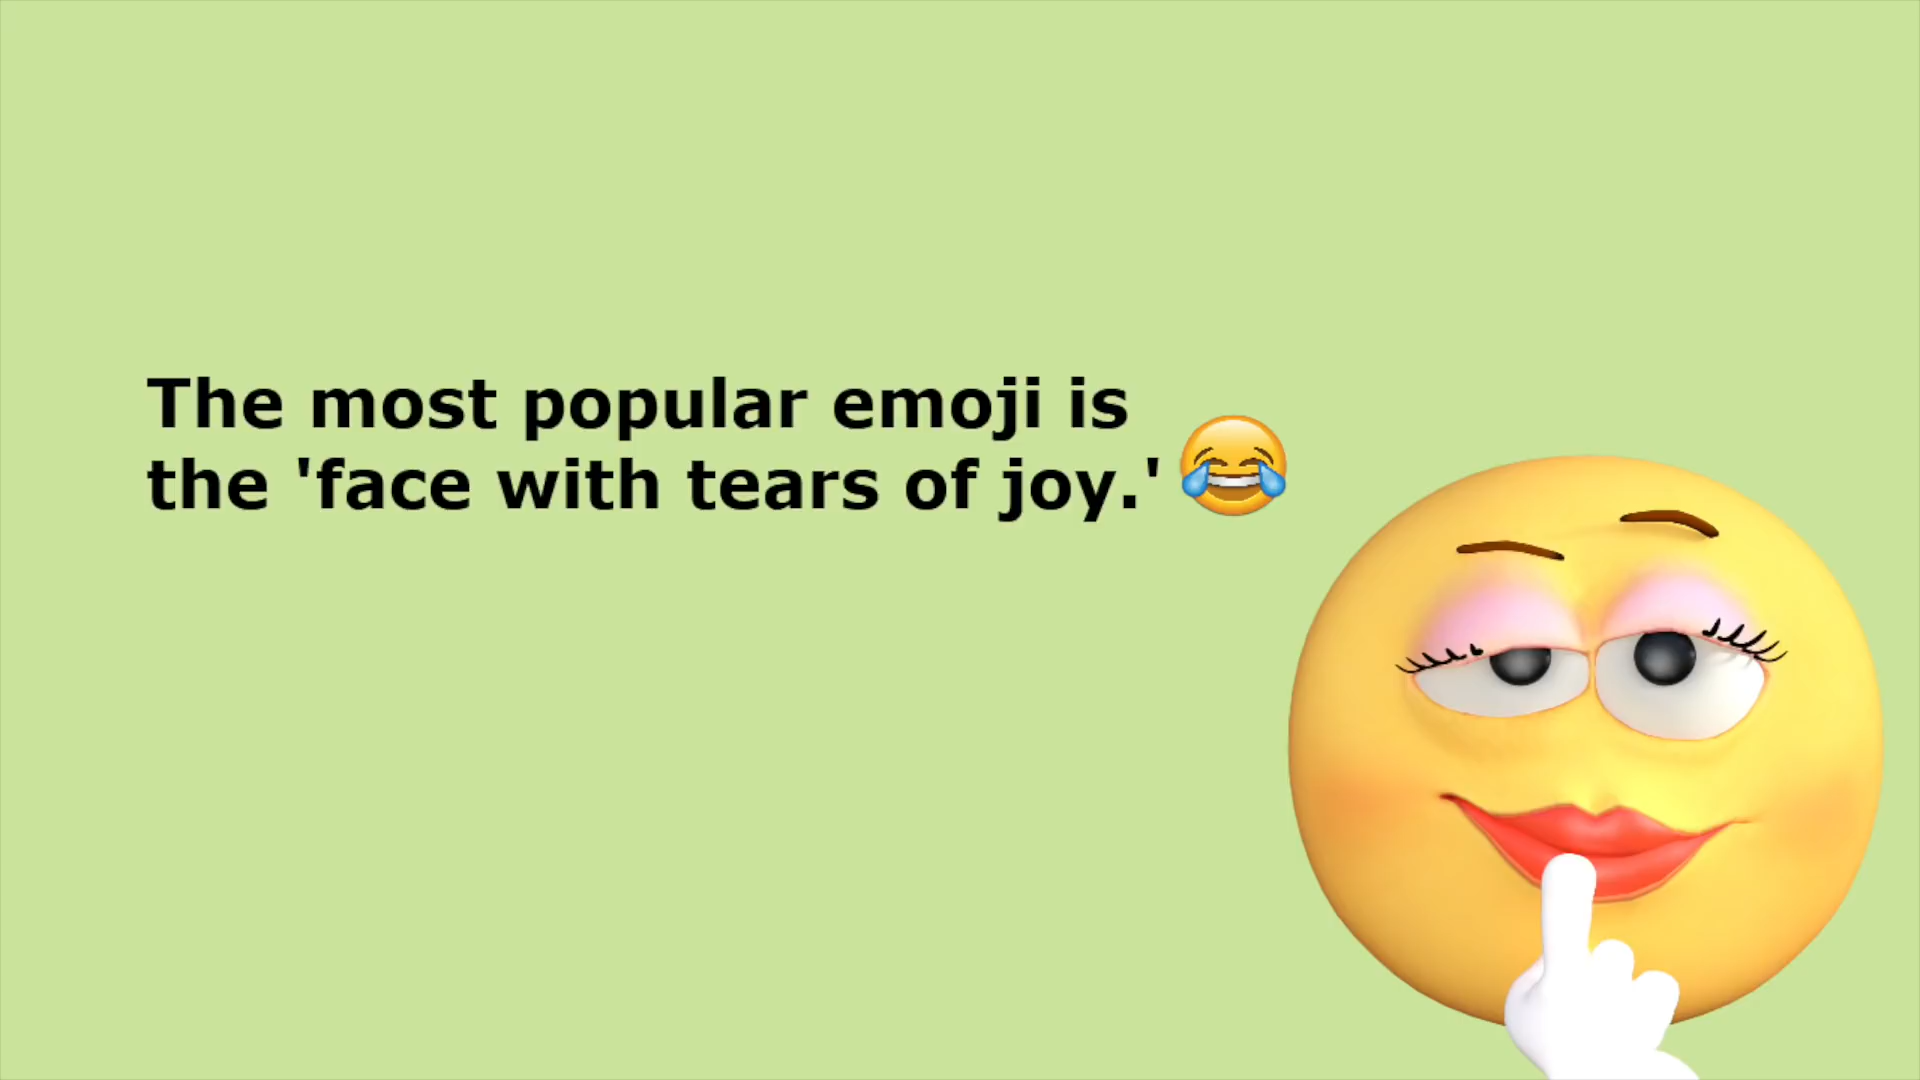 The most popular emoji is
the 'face with tears of joy.' 😂